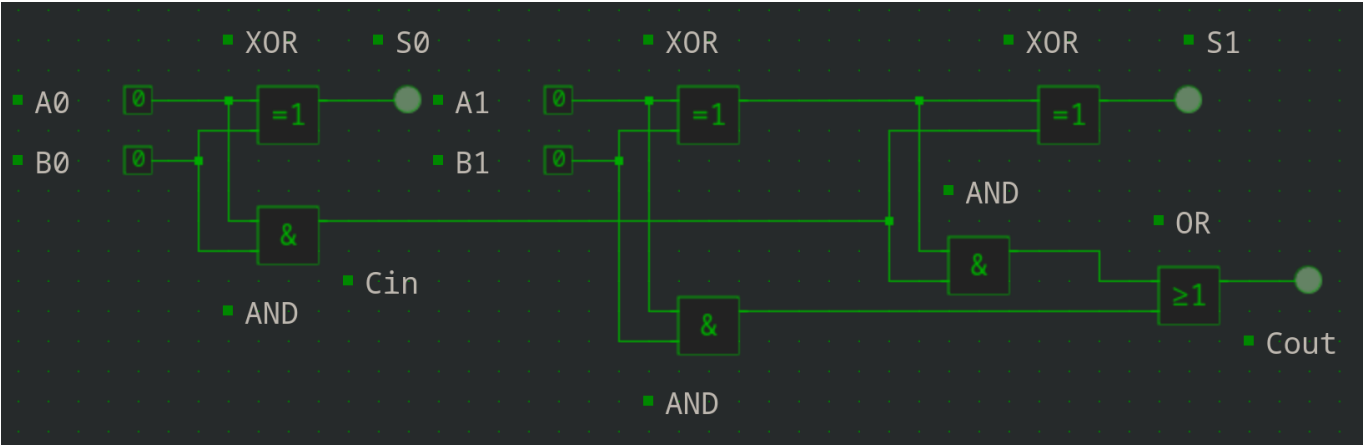 XOR S0 XOR XOR S1
A0 0 =1 A1 0 =1 =1
B0 0 B1 0
AND
OR
& &
Cin ≥1
AND &
Cout
AND